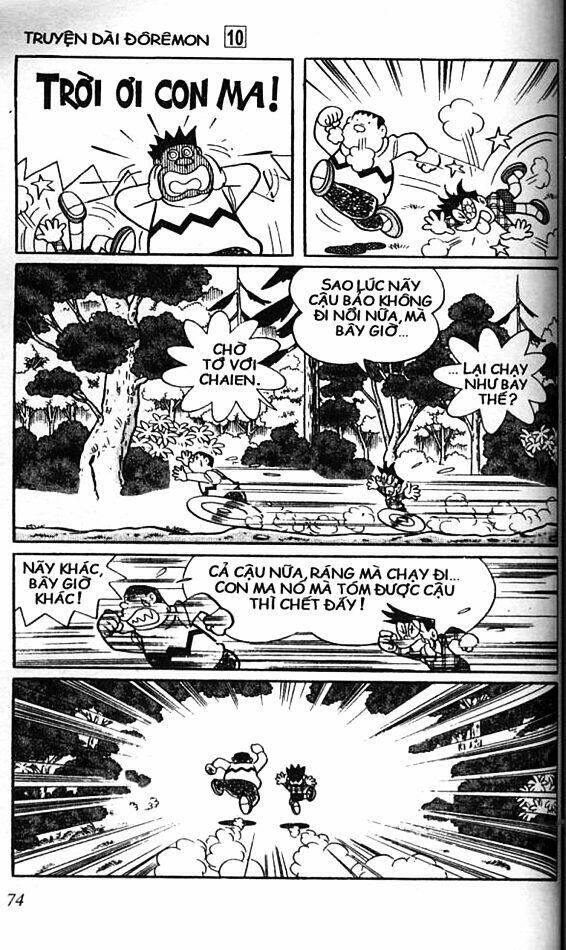 TRUYỆN DÀI ĐÔRÊMON 10
TRỜI ƠI CON MA!
SAO LÚC NÃY
CẬU BẢO KHÔNG
ĐI NỔI NỮA, MÀ
BÂY GIỜ...
...LẠI CHẠY
NHƯ BAY
THẾ?
CHỜ
TỚ VỚI
CHAIEN.
NÃY KHÁC,
BÂY GIỜ
KHÁC!
CẢ CẬU NỮA, RÁNG MÀ CHẠY ĐI...
CON MA NÓ MÀ TÓM ĐƯỢC CẬU
THÌ CHẾT ĐẤY!
74